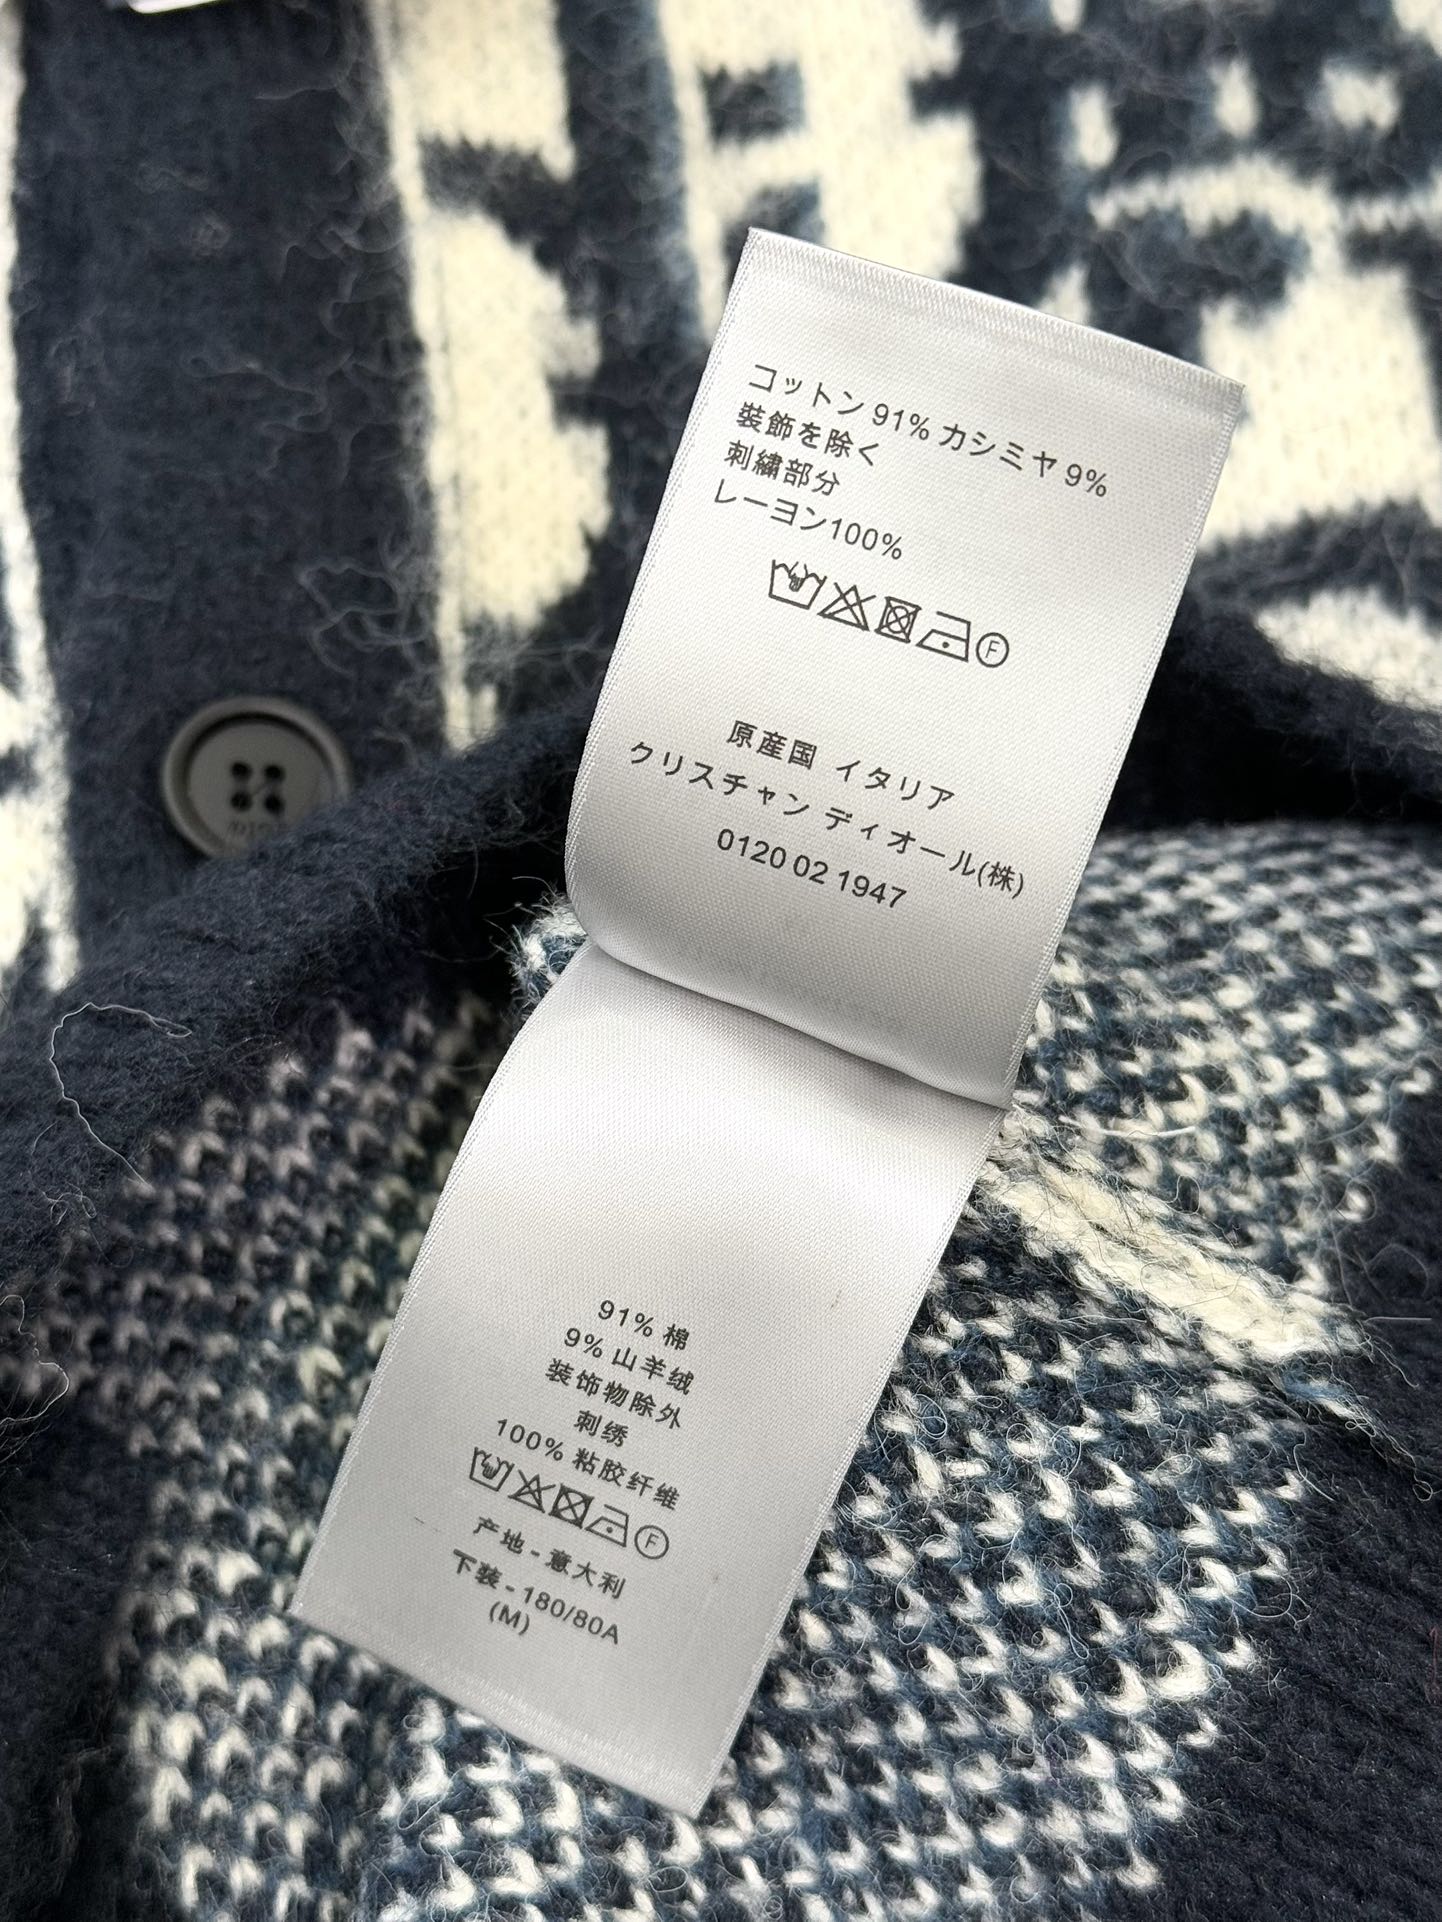 コットン 91% カシミヤ 9%
装飾を除く
刺繍部分
レーヨン100%
F
原産国 イタリア
クリスチャン ディオール(株)
0120 02 1947
91% 棉
9% 山羊绒
装饰物除外
刺绣
100% 粘胶纤维
F
产地 - 意大利
下装 - 180/80A
(M)